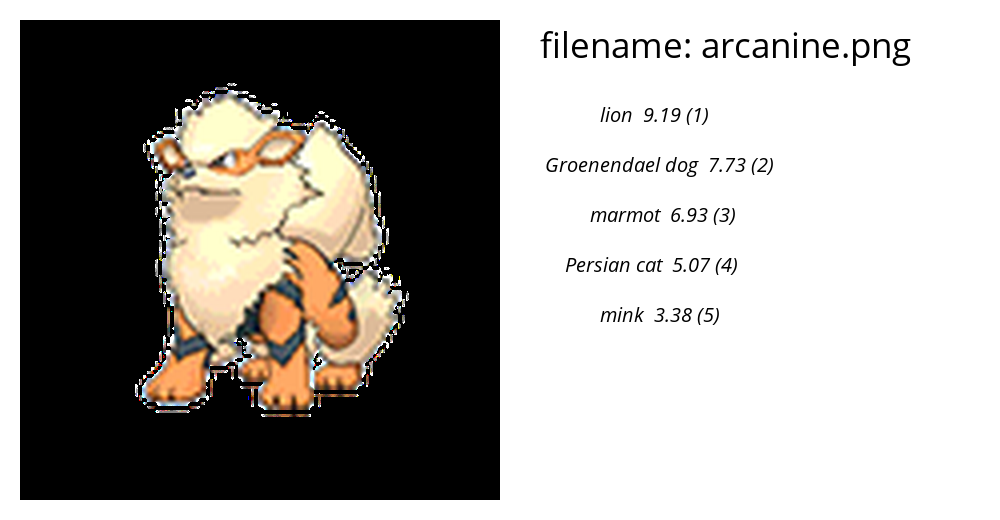 filename: arcanine.png
lion 9.19 (1)
Groenendael dog 7.73 (2)
marmot 6.93 (3)
Persian cat 5.07 (4)
mink 3.38 (5)